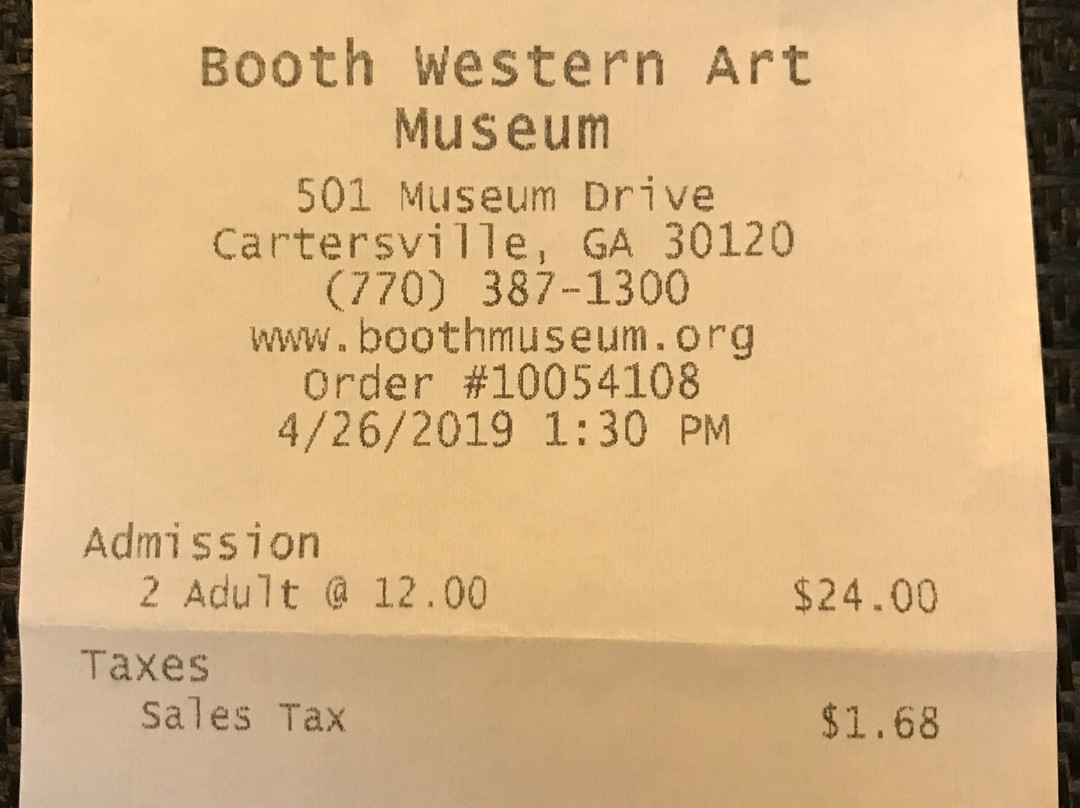 Booth Western Art
Museum
501 Museum Drive
Cartersville, GA 30120
(770) 387-1300
www.boothmuseum.org
Order #10054108
4/26/2019 1:30 PM
Admission
2 Adult @ 12.00 $24.00
Taxes
Sales Tax $1.68